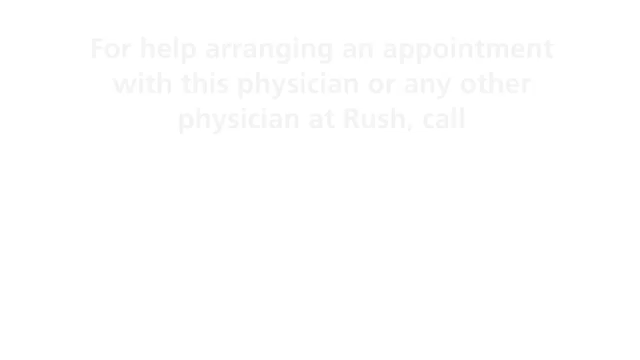 For help arranging an appointment
with this physician or any other
physician at Rush, call